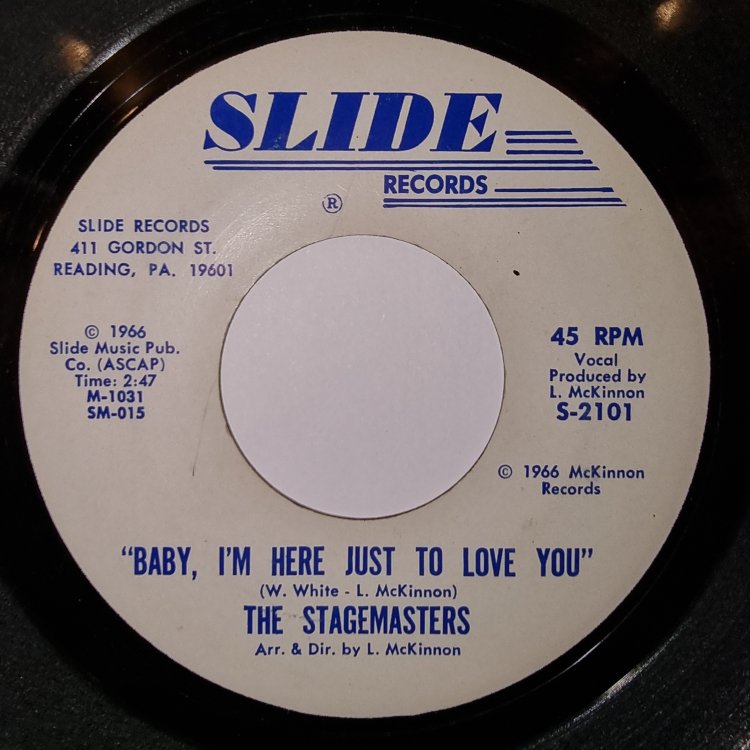 SLIDE
RECORDS
®
SLIDE RECORDS
411 GORDON ST.
READING, PA. 19601
© 1966
Slide Music Pub.
Co. (ASCAP)
Time: 2:47
M-1031
SM-015
45 RPM
Vocal
Produced by
L. McKinnon
S-2101
© 1966 McKinnon
Records
"BABY, I'M HERE JUST TO LOVE YOU"
(W. White - L. McKinnon)
THE STAGEMASTERS
Arr. & Dir. by L. McKinnon